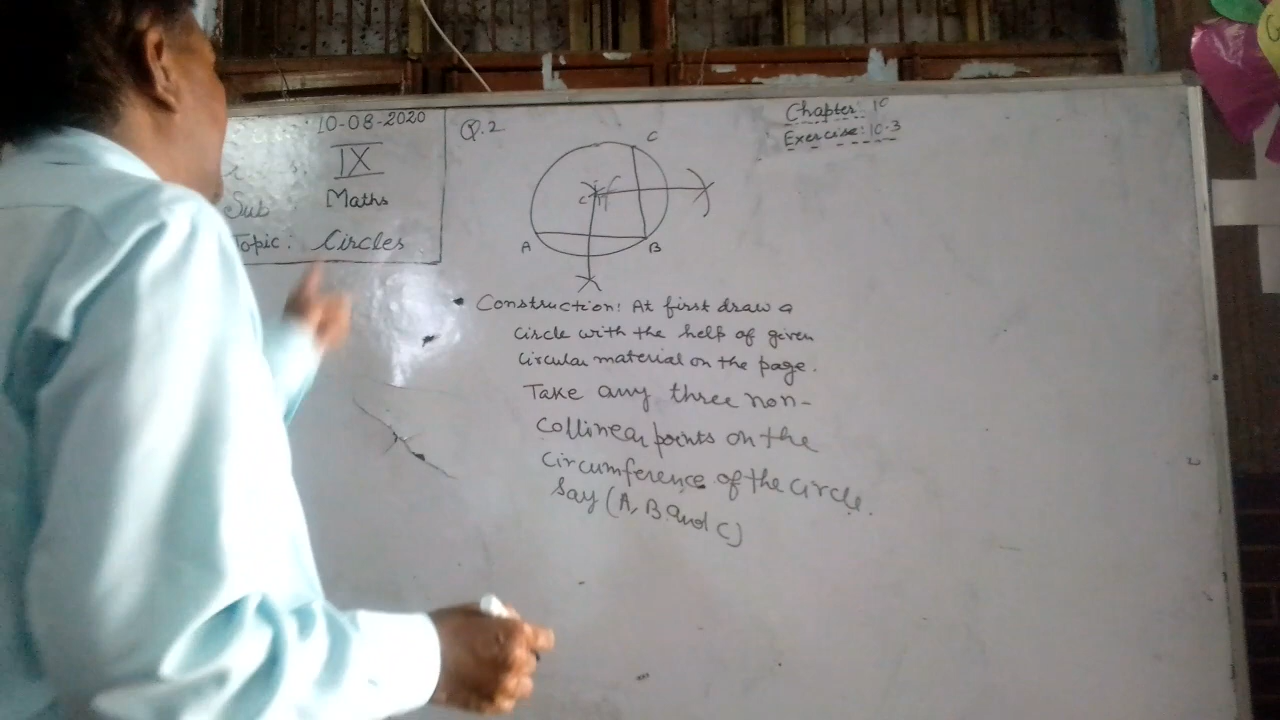 10-08-2020
IX
Sub : Maths
Topic: Circles
Q.2
Chapter: 10
Exercise: 10.3
C
A
B
Construction: At first draw a
circle with the help of given
circular material on the page.
Take any three non-
collinear points on the
circumference of the circle.
Say (A, B and C)